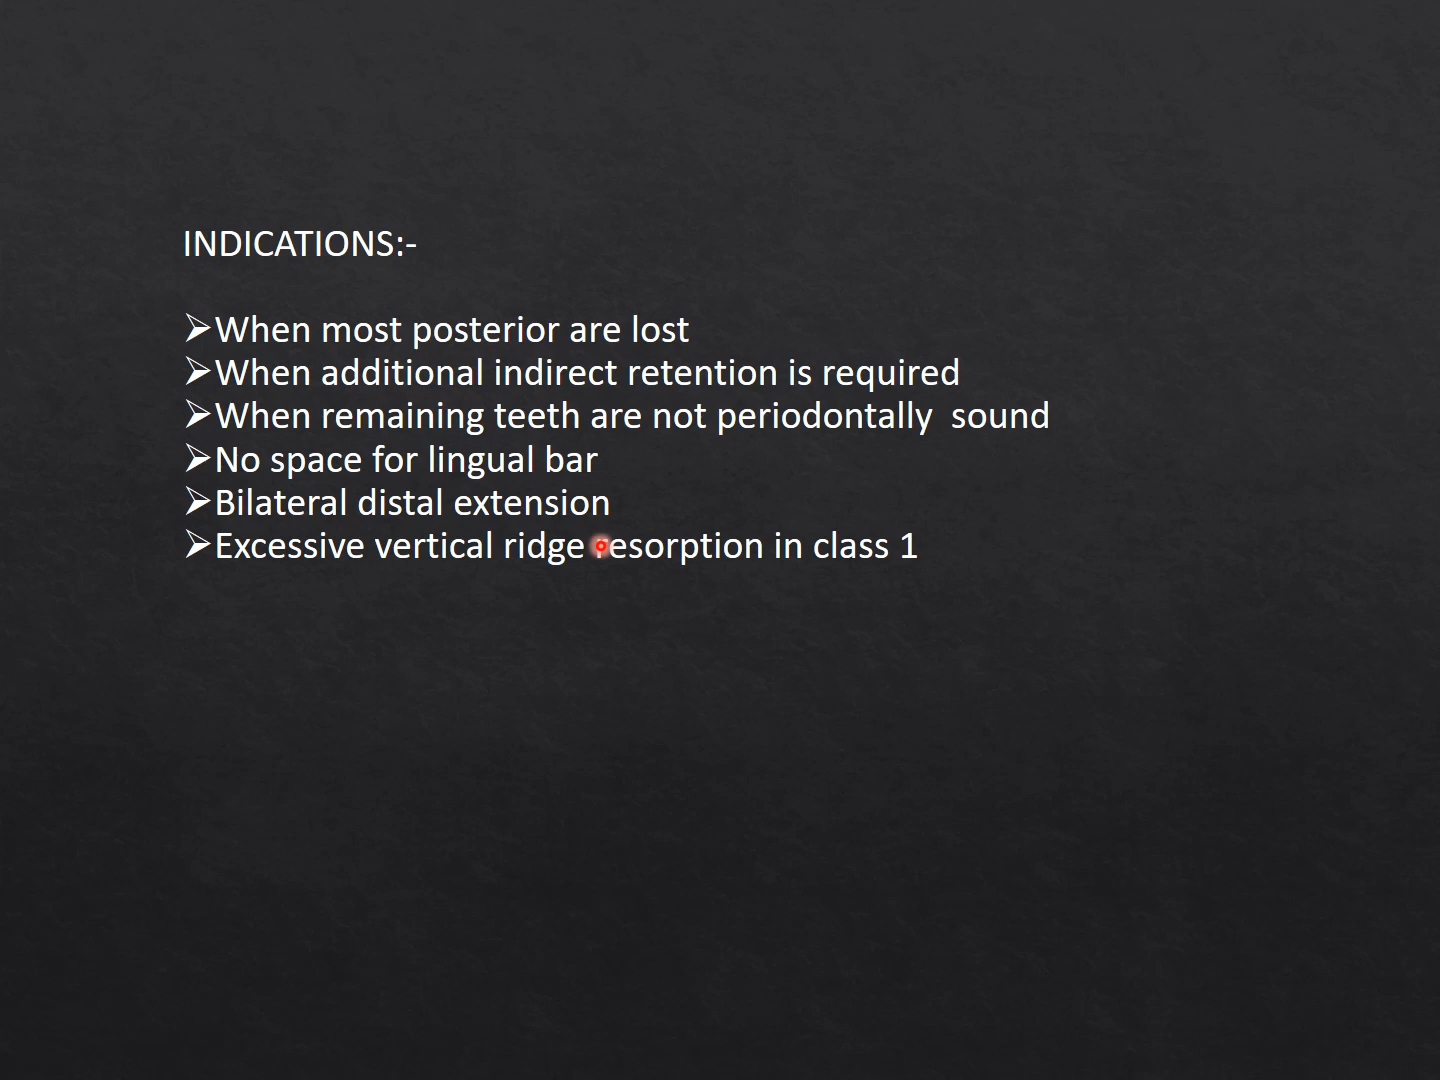 INDICATIONS:-
➢When most posterior are lost
➢When additional indirect retention is required
➢When remaining teeth are not periodontally  sound
➢No space for lingual bar
➢Bilateral distal extension
➢Excessive vertical ridge resorption in class 1